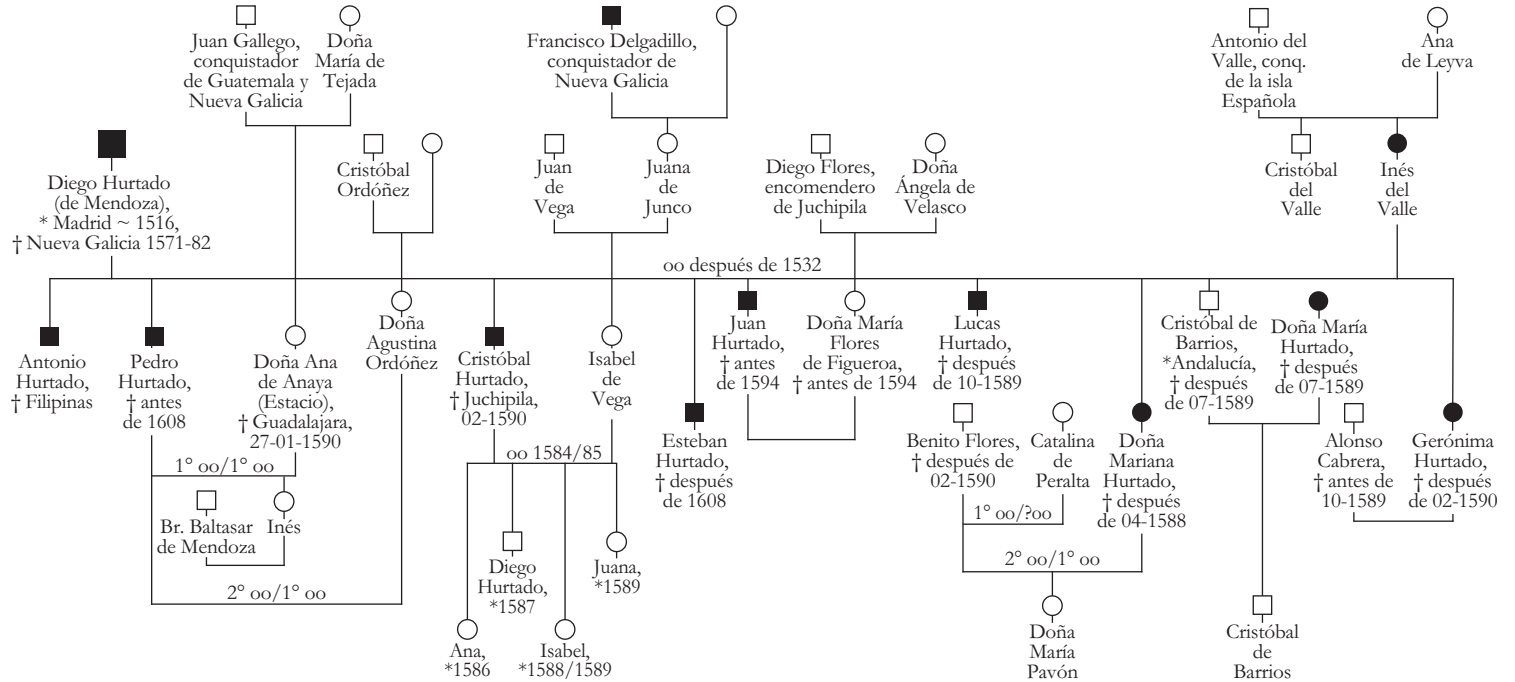 Juan Gallego,
conquistador
de Guatemala y
Nueva Galicia
Doña
María de
Tejada
Francisco Delgadillo,
conquistador de
Nueva Galicia
Antonio del
Valle, conq.
de la isla
Española
Ana
de Leyva
Diego Hurtado
(de Mendoza),
* Madrid ~ 1516,
† Nueva Galicia 1571-82
Cristóbal
Ordóñez
Juan
de
Vega
Juana
de
Junco
Diego Flores,
encomendero
de Juchipila
Doña
Ángela de
Velasco
Cristóbal
del
Valle
Inés
del
Valle
oo después de 1532
Antonio
Hurtado,
† Filipinas
Pedro
Hurtado,
† antes
de 1608
Doña Ana
de Anaya
(Estacio),
† Guadalajara,
27-01-1590
Doña
Agustina
Ordóñez
Cristóbal
Hurtado,
† Juchipila,
02-1590
Isabel
de
Vega
Esteban
Hurtado,
† después
de 1608
Juan
Hurtado,
† antes
de 1594
Doña María
Flores
de Figueroa,
† antes de 1594
Lucas
Hurtado,
† después
de 10-1589
Benito Flores,
† después de
02-1590
Catalina
de
Peralta
Doña
Mariana
Hurtado,
† después
de 04-1588
Cristóbal de
Barrios,
*Andalucía,
† después
de 07-1589
Doña María
Hurtado,
† después
de 07-1589
Alonso
Cabrera,
† antes de
10-1589
Gerónima
Hurtado,
† después
de 02-1590
1° oo/1° oo
Br. Baltasar
de Mendoza
Inés
2° oo/1° oo
oo 1584/85
Ana,
*1586
Diego
Hurtado,
*1587
Isabel,
*1588/1589
Juana,
*1589
1° oo/?oo
2° oo/1° oo
Doña
María
Pavón
Cristóbal
de
Barrios